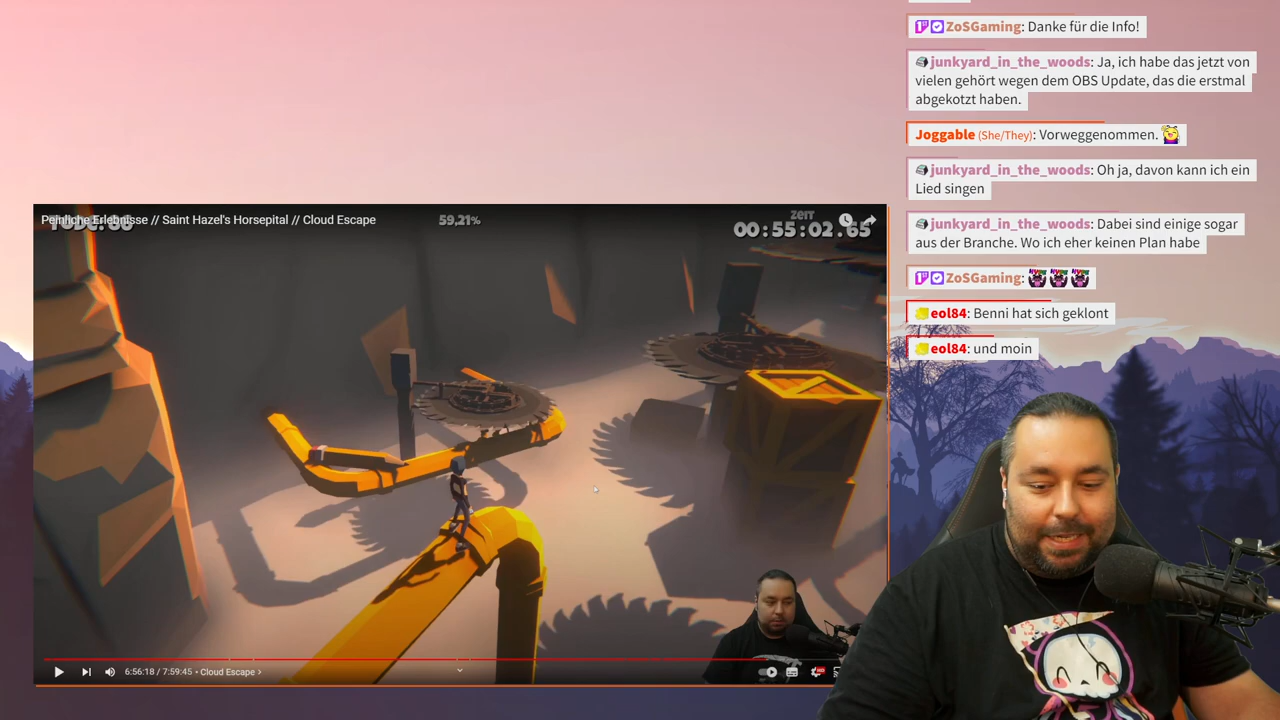 ZoSGaming: Danke für die Info!
junkyard_in_the_woods: Ja, ich habe das jetzt von
vielen gehört wegen dem OBS Update, das die erstmal
abgekotzt haben.
Joggable (She/They): Vorweggenommen.
junkyard_in_the_woods: Oh ja, davon kann ich ein
Lied singen
junkyard_in_the_woods: Dabei sind einige sogar
aus der Branche. Wo ich eher keinen Plan habe
ZoSGaming:
eol84: Benni hat sich geklont
eol84: und moin
Peinliche Erlebnisse // Saint Hazel's Horsepital // Cloud Escape
59,21%
ZEIT
00:55:02.65
6:56:18 / 7:59:45 • Cloud Escape ›